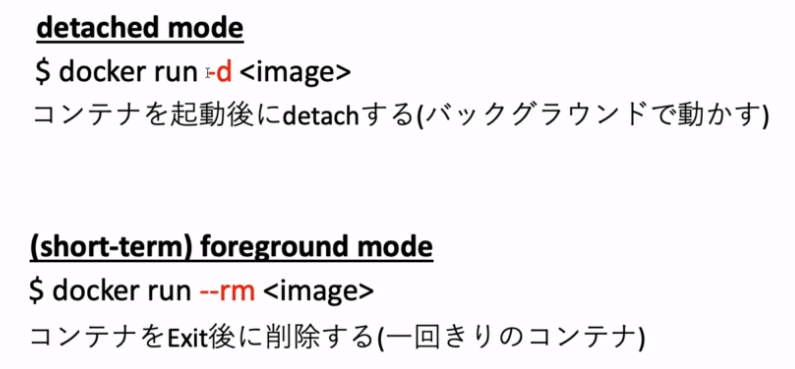 detached mode
$ docker run -d <image>
コンテナを起動後にdetachする(バックグラウンドで動かす)
(short-term) foreground mode
$ docker run --rm <image>
コンテナをExit後に削除する(一回きりのコンテナ)